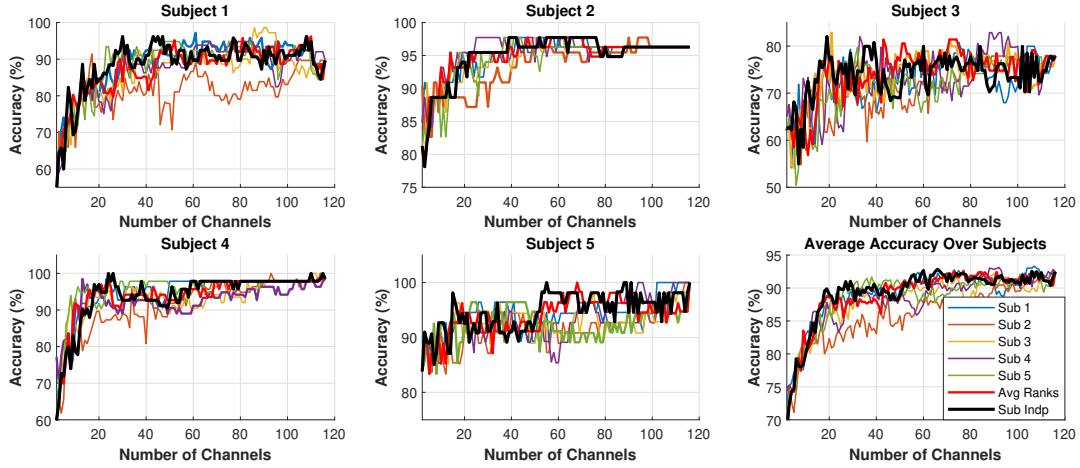 Subject 1
Accuracy (%)
100
90
80
70
60
20 40 60 80 100 120
Number of Channels
Subject 2
Accuracy (%)
100
95
90
85
95
75
20 40 60 80 100 120
Number of Channels
Subject 3
Accuracy (%)
80
70
60
50
20 40 60 80 100 120
Number of Channels
Subject 4
Accuracy (%)
100
90
80
70
60
20 40 60 80 100 120
Number of Channels
Subject 5
Accuracy (%)
100
95
90
85
80
75
20 40 60 80 100 120
Number of Channels
Average Accuracy Over Subjects
Accuracy (%)
95
90
85
80
75
70
20 40 60 80 100 120
Number of Channels
Sub 1
Sub 2
Sub 3
Sub 4
Sub 5
Avg Ranks
Sub Indp